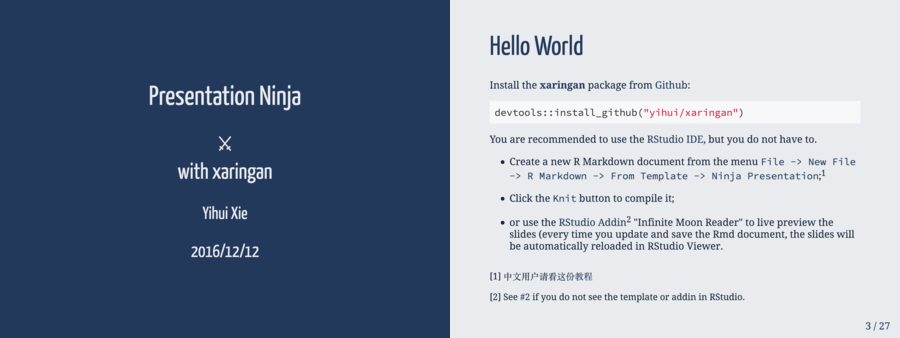 Presentation Ninja
⚔
with xaringan
Yihui Xie
2016/12/12
Hello World
Install the xaringan package from Github:
devtools::install_github("yihui/xaringan")
You are recommended to use the RStudio IDE, but you do not have to.
• Create a new R Markdown document from the menu File -> New File
-> R Markdown -> From Template -> Ninja Presentation;1
• Click the Knit button to compile it;
• or use the RStudio Addin2 "Infinite Moon Reader" to live preview the
slides (every time you update and save the Rmd document, the slides will
be automatically reloaded in RStudio Viewer.
[1] 中文用户请看这份教程
[2] See #2 if you do not see the template or addin in RStudio.
3 / 27